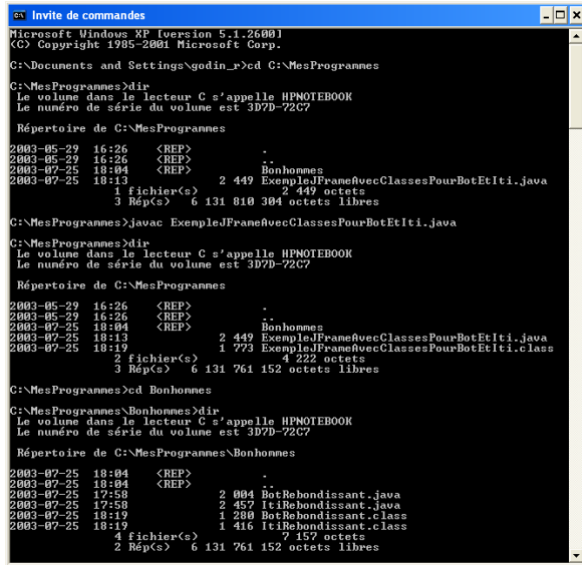 Invite de commandes
Microsoft Windows XP [version 5.1.2600]
(C) Copyright 1985-2001 Microsoft Corp.
C:\Documents and Settings\godin_r>cd C:\MesProgrammes
C:\MesProgrammes>dir
Le volume dans le lecteur C s'appelle HPNOTEBOOK
Le numéro de série du volume est 3D7D-72C7
Répertoire de C:\MesProgrammes
2003-05-29 16:26 <REP> .
2003-05-29 16:26 <REP> ..
2003-07-25 18:04 <REP> Bonhommes
2003-07-25 18:13 2 449 ExempleJFrameAvecClassesPourBotEtIti.java
1 fichier(s) 2 449 octets
3 Rép(s) 6 131 810 304 octets libres
C:\MesProgrammes>javac ExempleJFrameAvecClassesPourBotEtIti.java
C:\MesProgrammes>dir
Le volume dans le lecteur C s'appelle HPNOTEBOOK
Le numéro de série du volume est 3D7D-72C7
Répertoire de C:\MesProgrammes
2003-05-29 16:26 <REP> .
2003-05-29 16:26 <REP> ..
2003-07-25 18:04 <REP> Bonhommes
2003-07-25 18:13 2 449 ExempleJFrameAvecClassesPourBotEtIti.java
2003-07-25 18:19 1 773 ExempleJFrameAvecClassesPourBotEtIti.class
2 fichier(s) 4 222 octets
3 Rép(s) 6 131 761 152 octets libres
C:\MesProgrammes>cd Bonhommes
C:\MesProgrammes\Bonhommes>dir
Le volume dans le lecteur C s'appelle HPNOTEBOOK
Le numéro de série du volume est 3D7D-72C7
Répertoire de C:\MesProgrammes\Bonhommes
2003-07-25 18:04 <REP> .
2003-07-25 18:04 <REP> ..
2003-07-25 17:58 2 004 BotRebondissant.java
2003-07-25 17:58 2 457 ItiRebondissant.java
2003-07-25 18:19 1 280 BotRebondissant.class
2003-07-25 18:19 1 416 ItiRebondissant.class
4 fichier(s) 7 157 octets
2 Rép(s) 6 131 761 152 octets libres